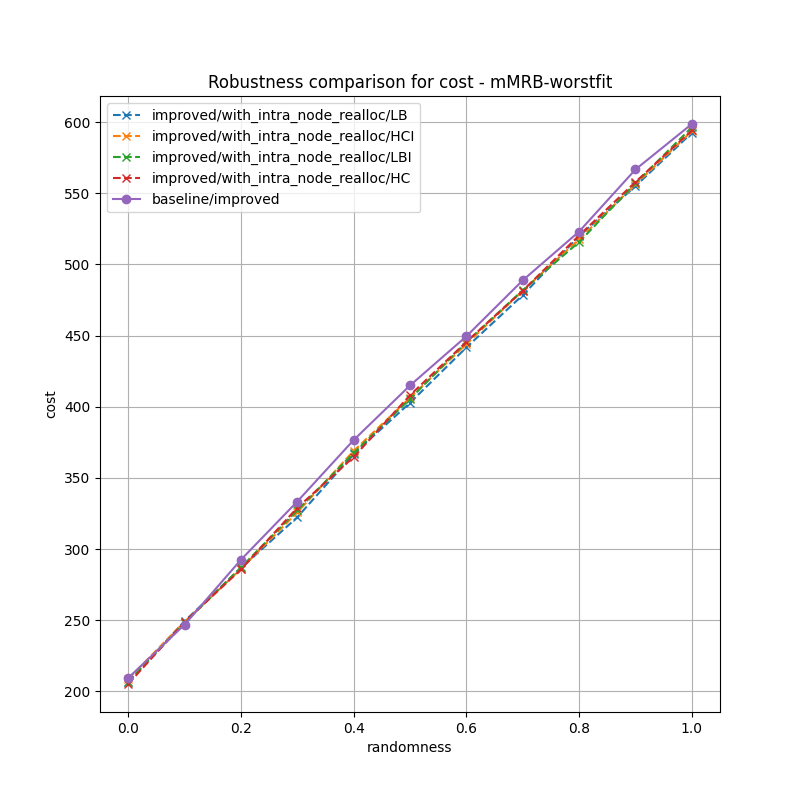 Robustness comparison for cost - mMRB-worstfit
improved/with_intra_node_realloc/LB
improved/with_intra_node_realloc/HCI
improved/with_intra_node_realloc/LBI
improved/with_intra_node_realloc/HC
baseline/improved
600
550
500
450
400
350
300
250
200
cost
0.0 0.2 0.4 0.6 0.8 1.0
randomness